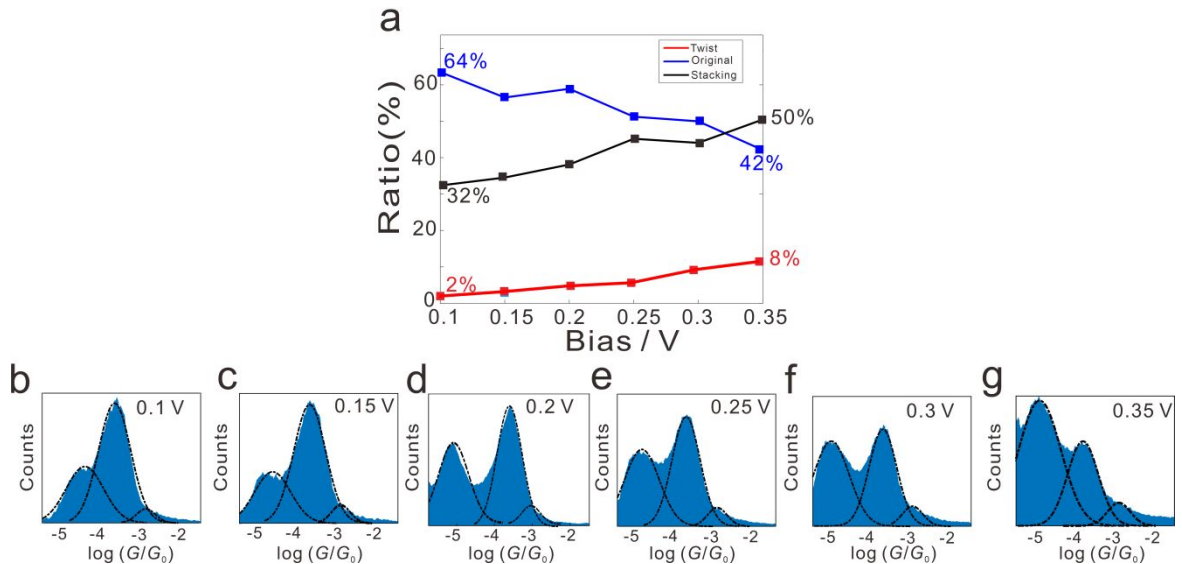 a
Ratio(%)
64%
60
40
20
0
32%
2%
50%
42%
8%
Twist
Original
Stacking
0.1 0.15 0.2 0.25 0.3 0.35
Bias / V
b
0.1 V
Counts
-5 -4 -3 -2
log (G/G₀)
c
0.15 V
Counts
-5 -4 -3 -2
log (G/G₀)
d
0.2 V
Counts
-5 -4 -3 -2
log (G/G₀)
e
0.25 V
Counts
-5 -4 -3 -2
log (G/G₀)
f
0.3 V
Counts
-5 -4 -3 -2
log (G/G₀)
g
0.35 V
Counts
-5 -4 -3 -2
log (G/G₀)